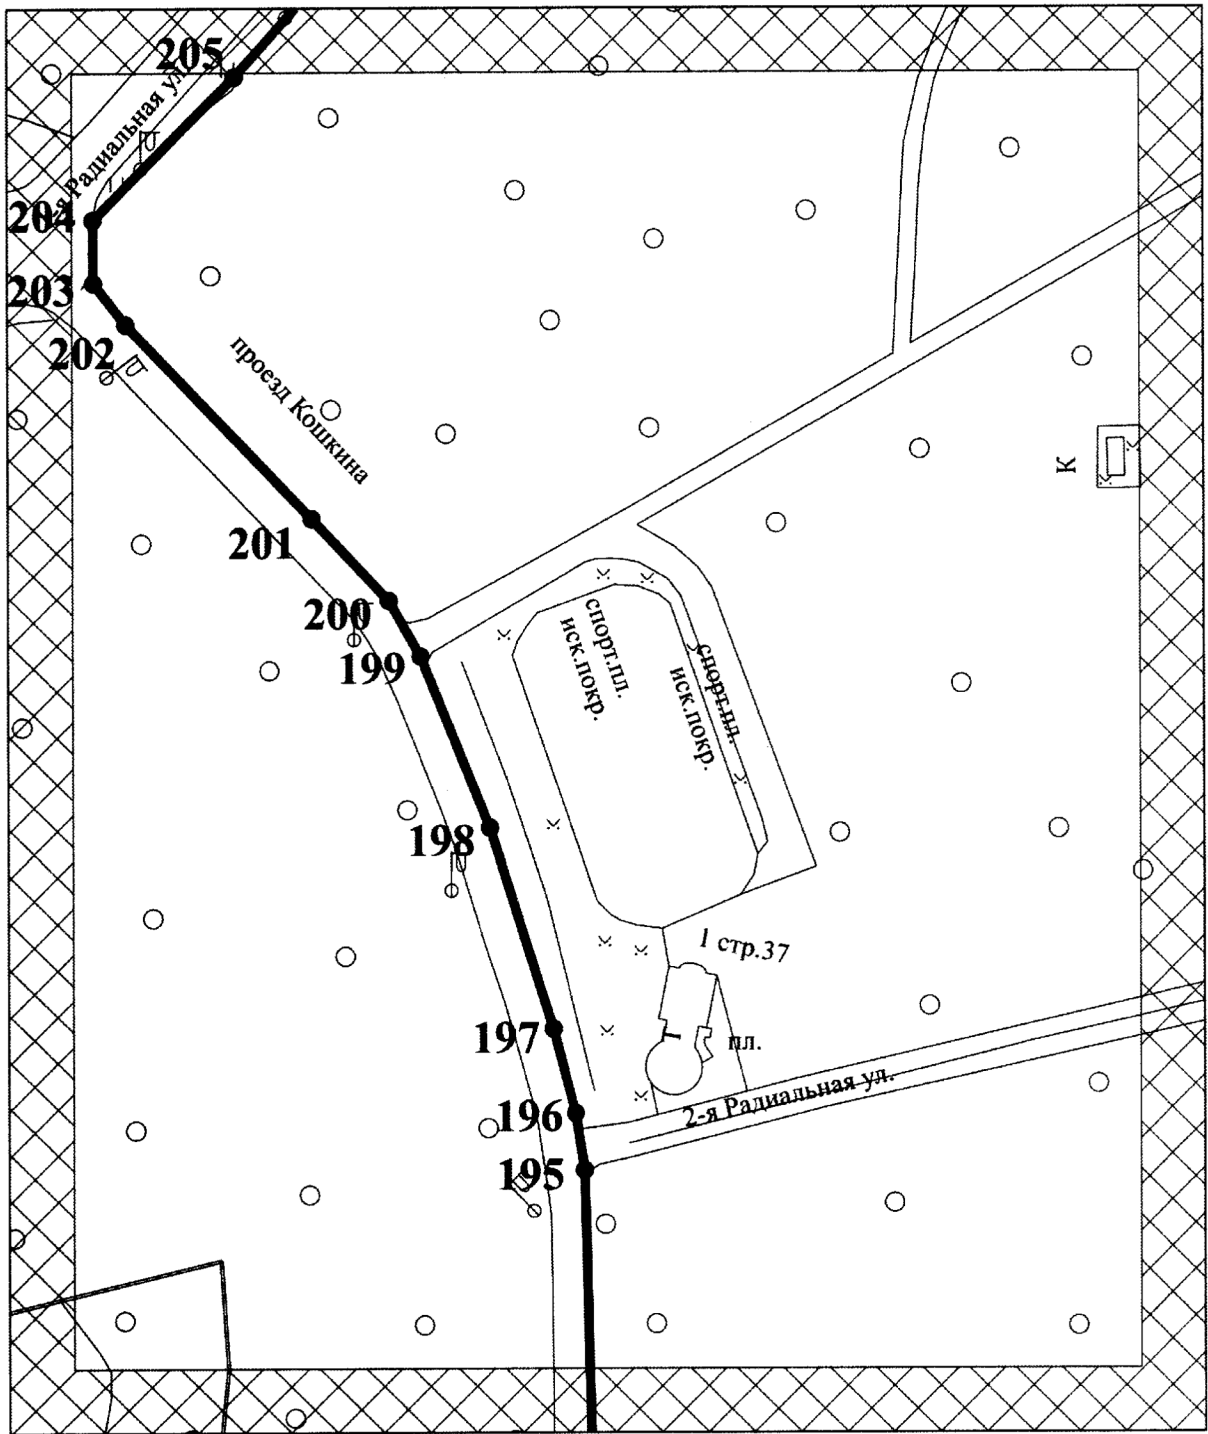 205
Радиальная ул.
204
203
202
проезд Кошкина
К
201
200
199
спорт.пл.
иск.покр.
спорт.пл.
иск.покр.
198
1 стр.37
197
Т
пл.
2-я Радиальная ул.
196
195